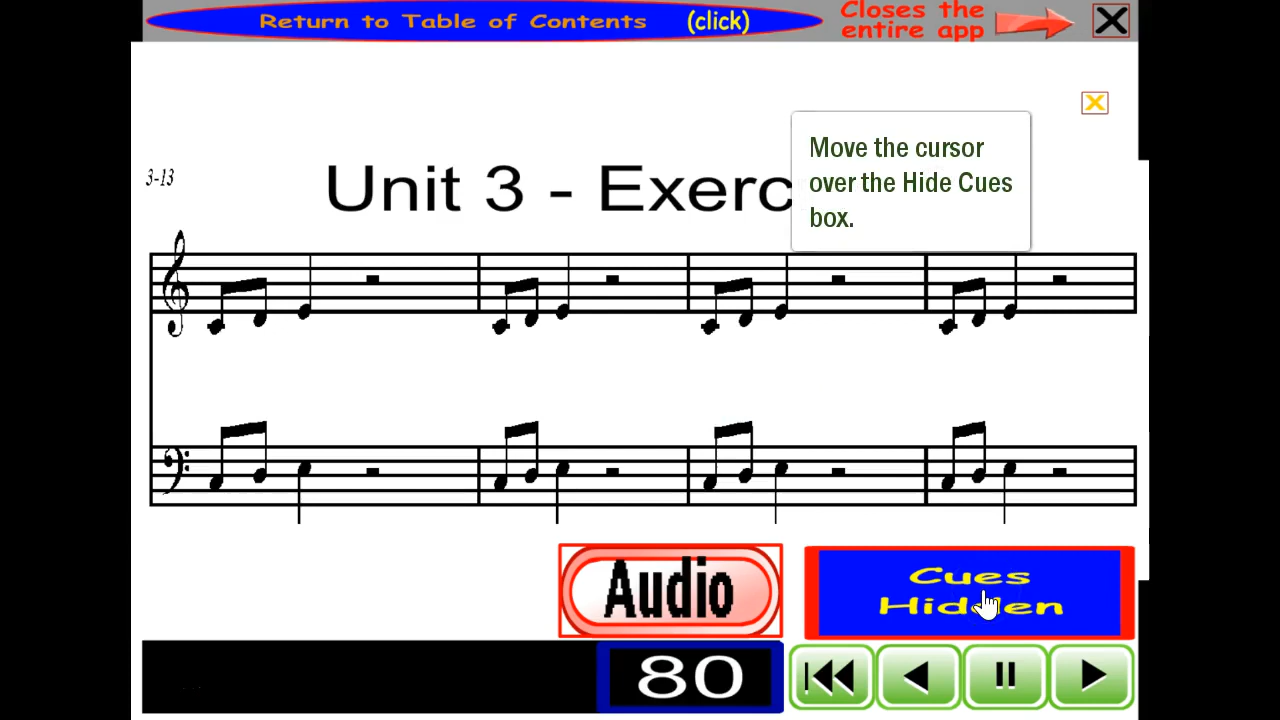 Return to Table of Contents (click)
Closes the
entire app
Move the cursor
over the Hide Cues
box.
3-13
Unit 3 - Exerc
Audio
Cues
Hidden
80